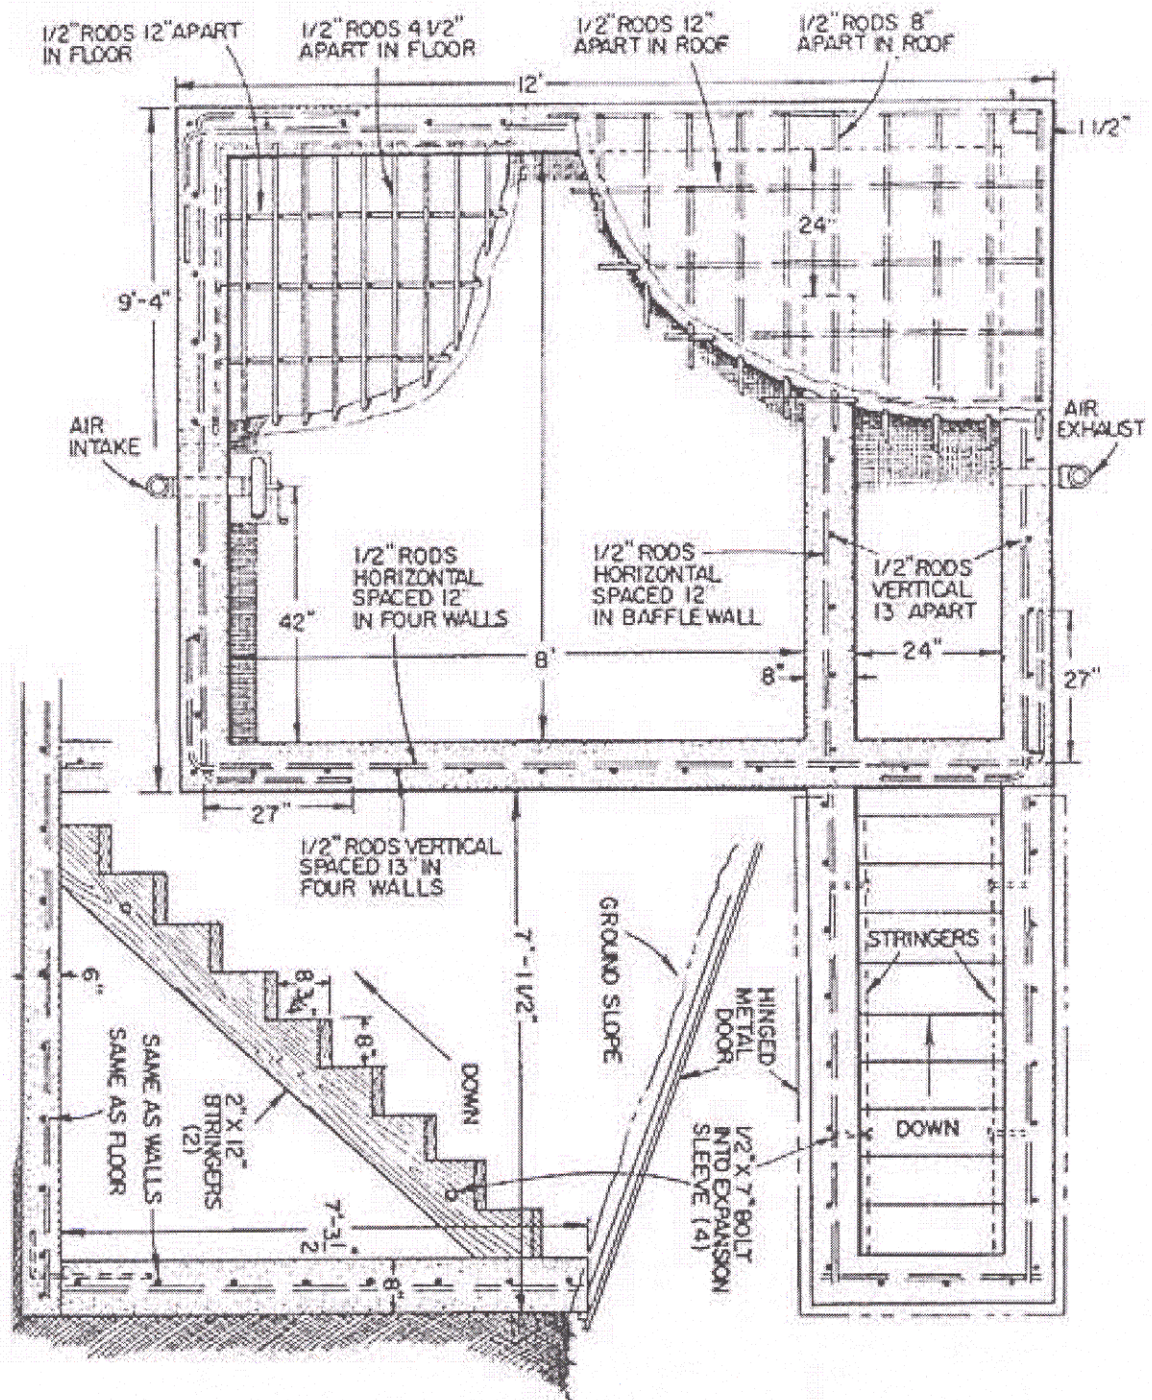 1/2" RODS 12" APART
IN FLOOR
1/2" RODS 4 1/2"
APART IN FLOOR
1/2" RODS 12"
APART IN ROOF
1/2" RODS 8"
APART IN ROOF
12'
1 1/2"
24"
9'-4"
AIR
INTAKE
AIR
EXHAUST
1/2" RODS
HORIZONTAL
SPACED 12"
IN FOUR WALLS
1/2" RODS
HORIZONTAL
SPACED 12"
IN BAFFLE WALL
1/2" RODS
VERTICAL
13" APART
42"
8'
8"
24"
27"
27"
1/2" RODS VERTICAL
SPACED 13" IN
FOUR WALLS
7'-1 1/2"
GROUND SLOPE
HINGED
METAL
DOOR
STRINGERS
DOWN
6"
8 3/4"
8"
DOWN
SAME AS WALLS
SAME AS FLOOR
2" X 12"
STRINGERS
(2)
1/2" X 7" BOLT
INTO EXPANSION
SLEEVE (4)
7'-3 1/2"
8"